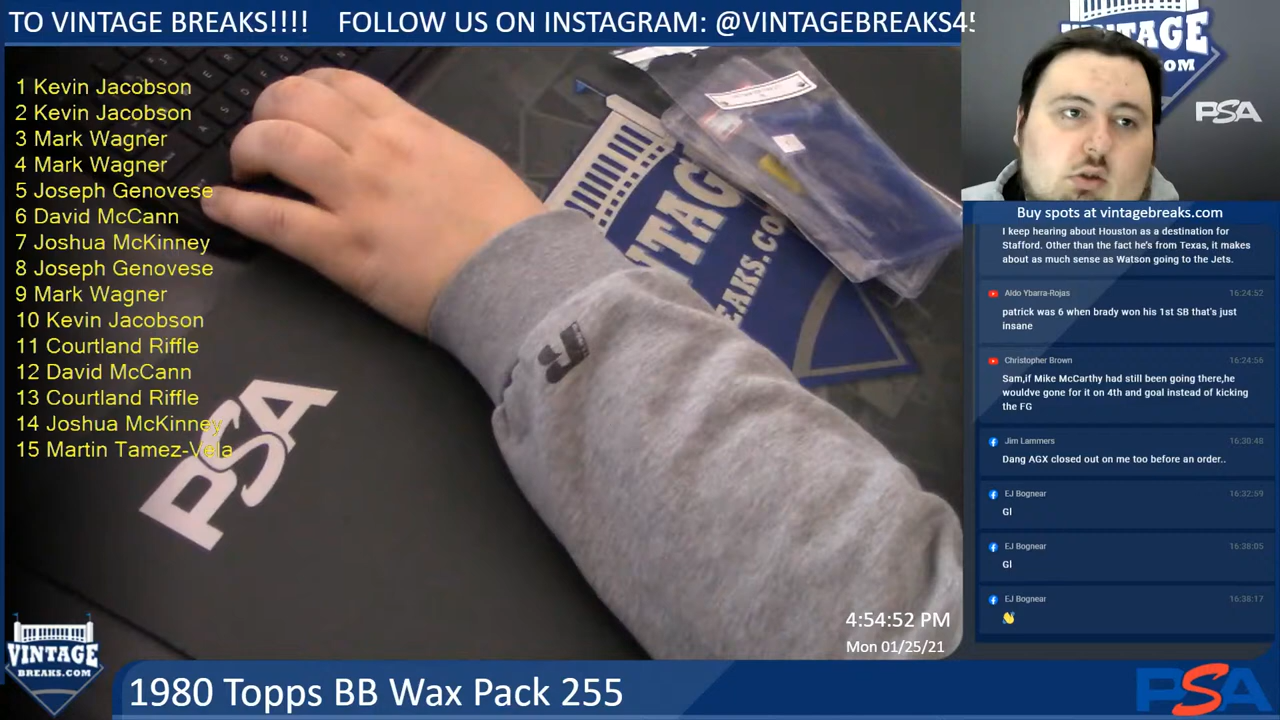 TO VINTAGE BREAKS!!!! FOLLOW US ON INSTAGRAM: @VINTAGEBREAKS45
1 Kevin Jacobson
2 Kevin Jacobson
3 Mark Wagner
4 Mark Wagner
5 Joseph Genovese
6 David McCann
7 Joshua McKinney
8 Joseph Genovese
9 Mark Wagner
10 Kevin Jacobson
11 Courtland Riffle
12 David McCann
13 Courtland Riffle
14 Joshua McKinney
15 Martin Tamez-Vela
PSA
VINTAGE
BREAKS.COM
4:54:52 PM
Mon 01/25/21
1980 Topps BB Wax Pack 255
VINTAGE
BREAKS.COM
PSA
PSA
Buy spots at vintagebreaks.com
I keep hearing about Houston as a destination for
Stafford. Other than the fact he's from Texas, it makes
about as much sense as Watson going to the Jets.
Aldo Ybarra-Rojas 16:24:52
patrick was 6 when brady won his 1st SB that's just
insane
Christopher Brown 16:24:56
Sam,if Mike McCarthy had still been going there,he
wouldve gone for it on 4th and goal instead of kicking
the FG
Jim Lammers 16:30:48
Dang AGX closed out on me too before an order..
EJ Bognear 16:32:59
Gl
EJ Bognear 16:38:05
Gl
EJ Bognear 16:38:17
👋
PSA